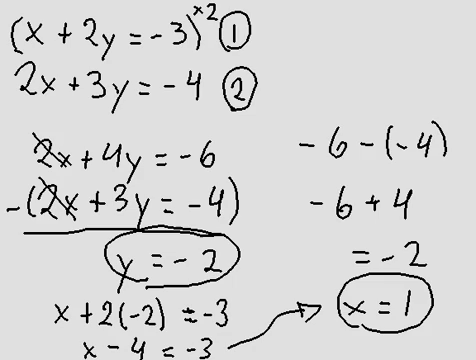 (x + 2y = -3)^x2 ①
2x + 3y = -4 ②
2x + 4y = -6
-(2x + 3y = -4)
y = -2
x + 2(-2) = -3
x - 4 = -3
-6 - (-4)
-6 + 4
= -2
x = 1